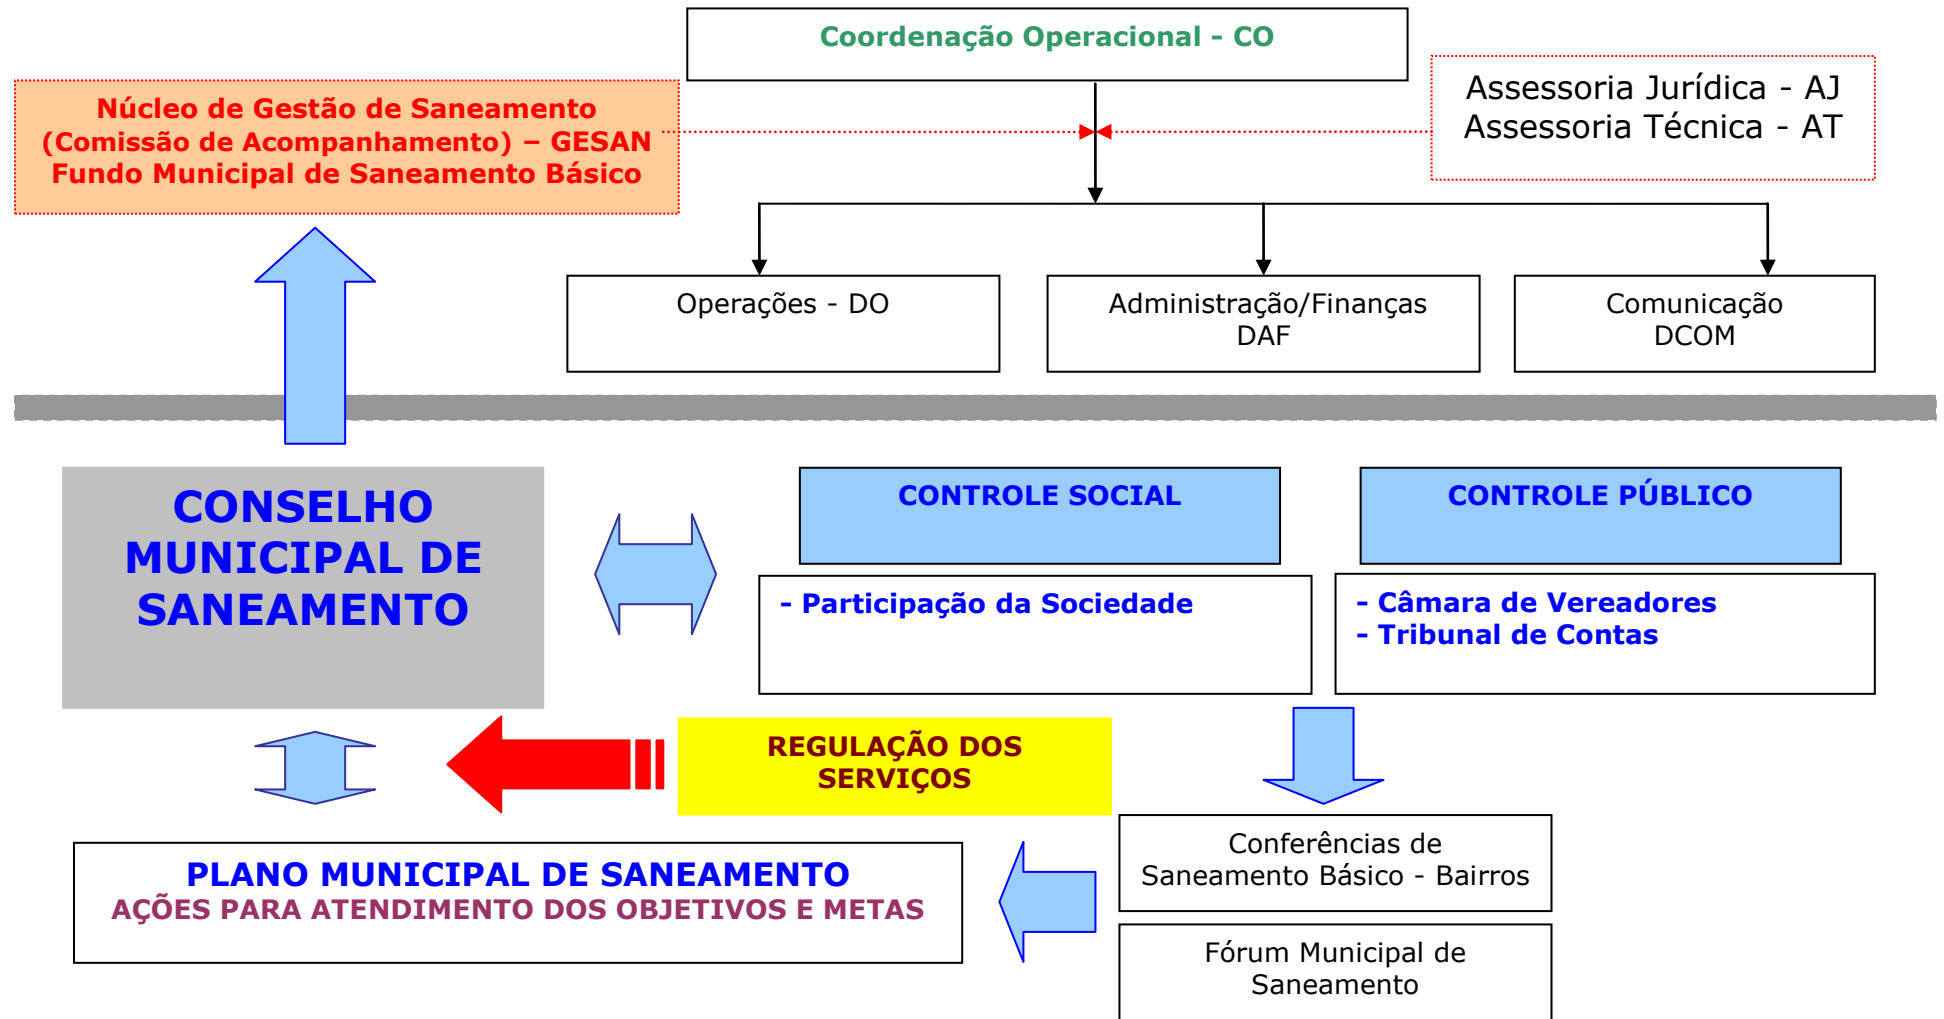 Coordenação Operacional - CO
Núcleo de Gestão de Saneamento
(Comissão de Acompanhamento) – GESAN
Fundo Municipal de Saneamento Básico
Assessoria Jurídica - AJ
Assessoria Técnica - AT
Operações - DO
Administração/Finanças
DAF
Comunicação
DCOM
CONSELHO
MUNICIPAL DE
SANEAMENTO
CONTROLE SOCIAL
- Participação da Sociedade
CONTROLE PÚBLICO
- Câmara de Vereadores
- Tribunal de Contas
REGULAÇÃO DOS
SERVIÇOS
PLANO MUNICIPAL DE SANEAMENTO
AÇÕES PARA ATENDIMENTO DOS OBJETIVOS E METAS
Conferências de
Saneamento Básico - Bairros
Fórum Municipal de
Saneamento